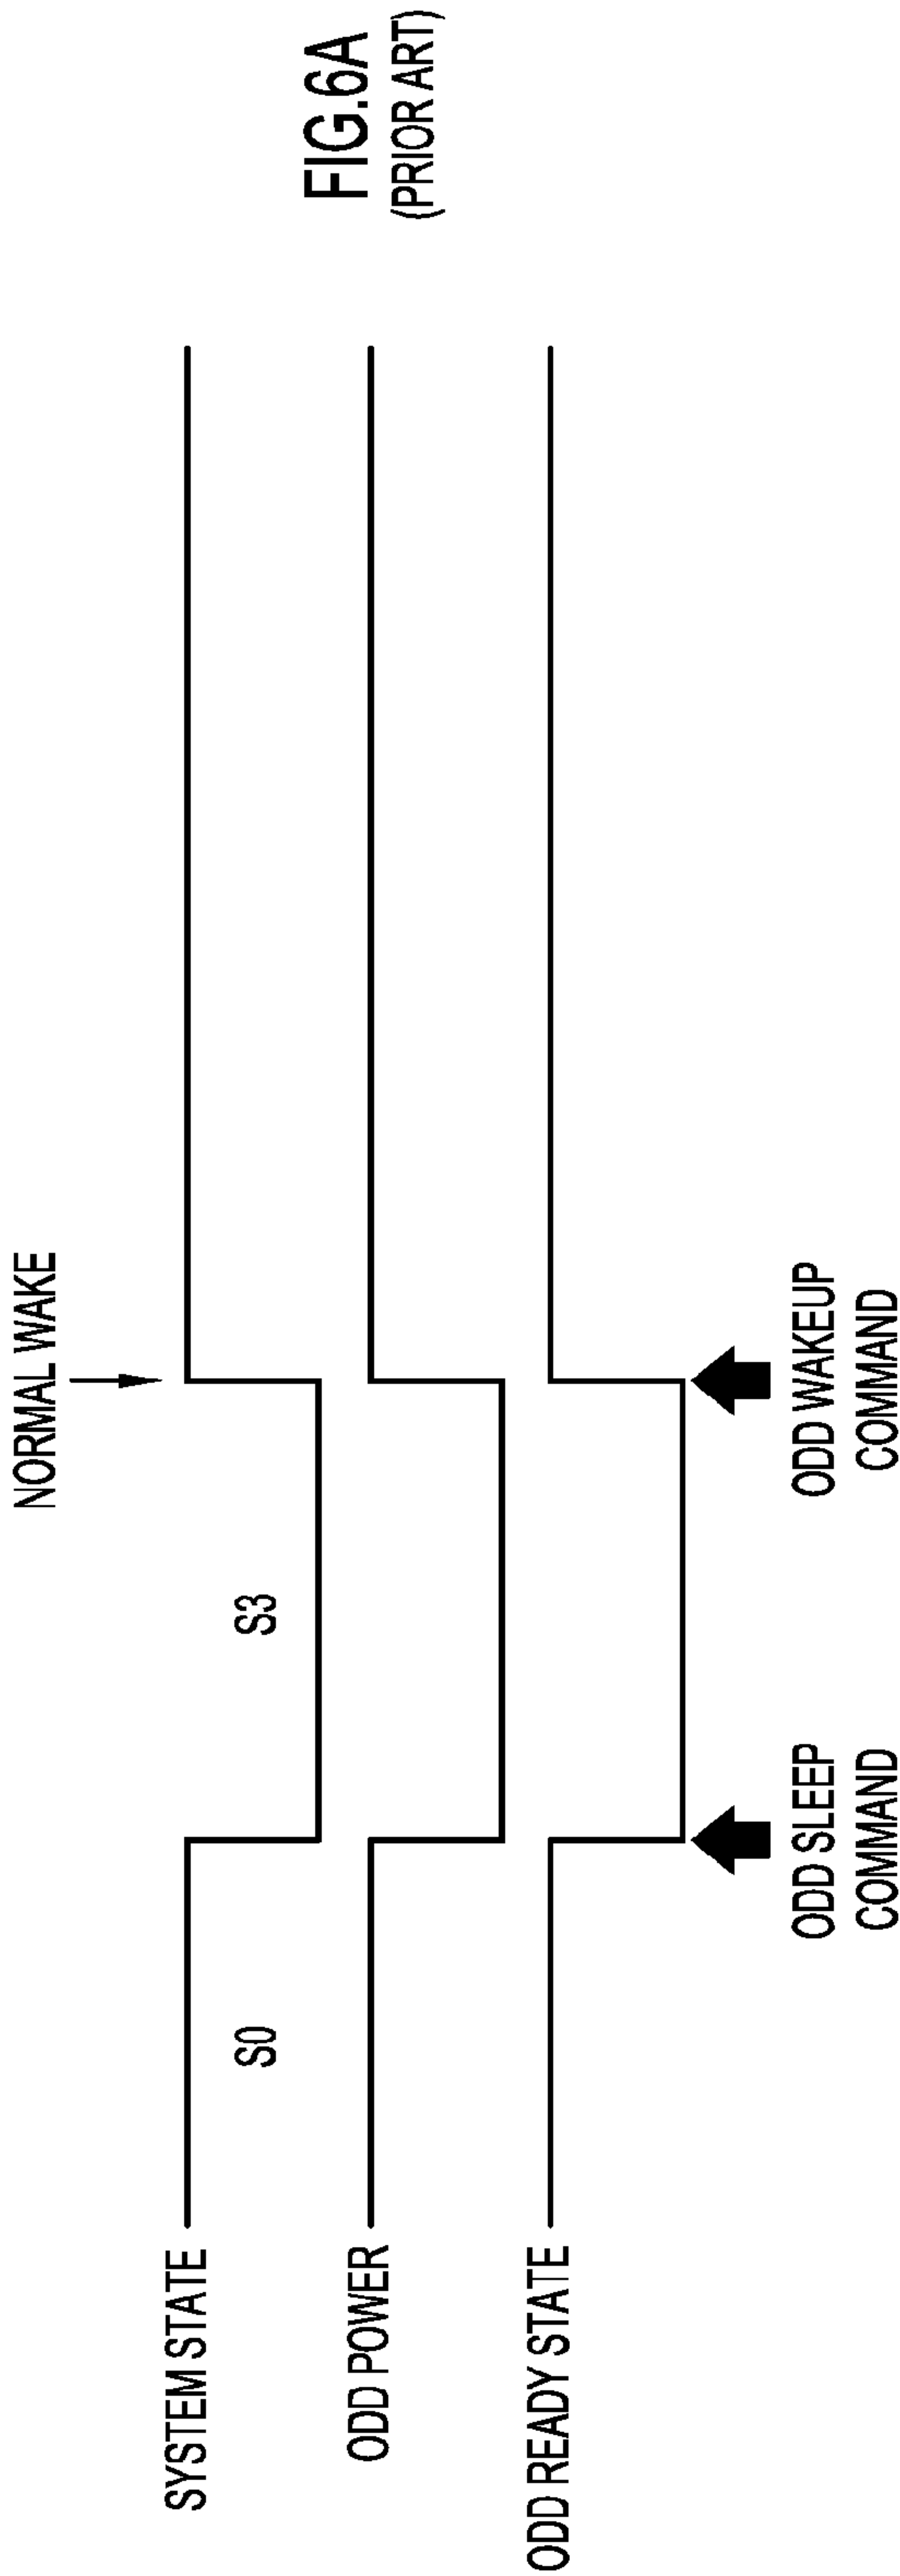 NORMAL WAKE
SYSTEM STATE
S0
S3
ODD POWER
ODD READY STATE
ODD SLEEP
COMMAND
ODD WAKEUP
COMMAND
FIG.6A
(PRIOR ART)